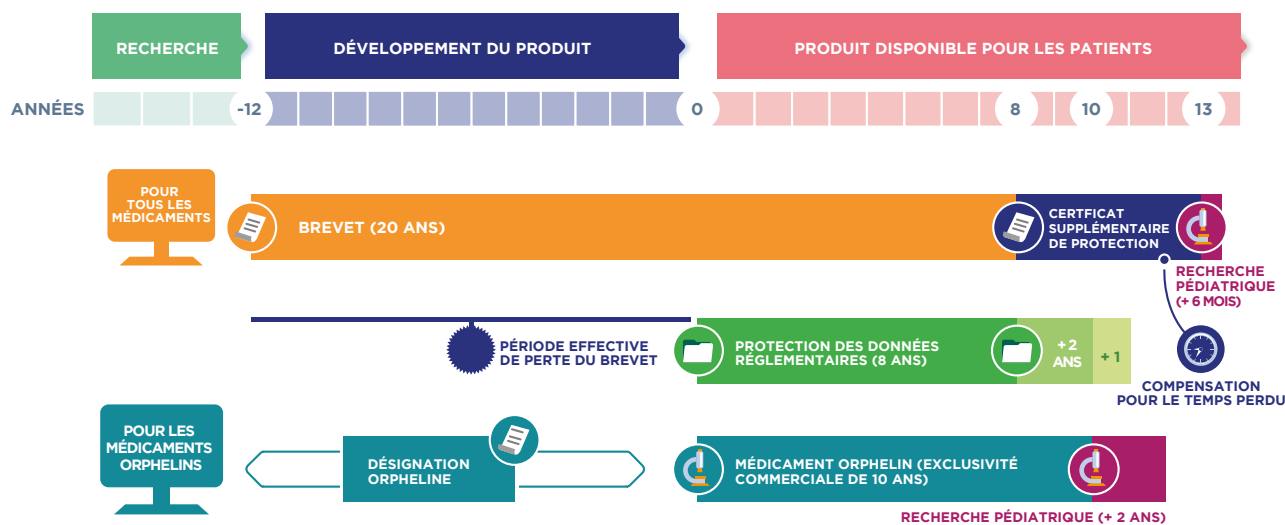 RECHERCHE
DÉVELOPPEMENT DU PRODUIT
PRODUIT DISPONIBLE POUR LES PATIENTS
ANNÉES
-12
0
8
10
13
POUR
TOUS LES
MÉDICAMENTS
BREVET (20 ANS)
CERTFICAT
SUPPLÉMENTAIRE
DE PROTECTION
RECHERCHE
PÉDIATRIQUE
(+ 6 MOIS)
PÉRIODE EFFECTIVE
DE PERTE DU BREVET
PROTECTION DES DONNÉES
RÉGLEMENTAIRES (8 ANS)
+ 2
ANS
+ 1
COMPENSATION
POUR LE TEMPS PERDU
POUR LES
MÉDICAMENTS
ORPHELINS
DÉSIGNATION
ORPHELINE
MÉDICAMENT ORPHELIN (EXCLUSIVITÉ
COMMERCIALE DE 10 ANS)
RECHERCHE PÉDIATRIQUE (+ 2 ANS)